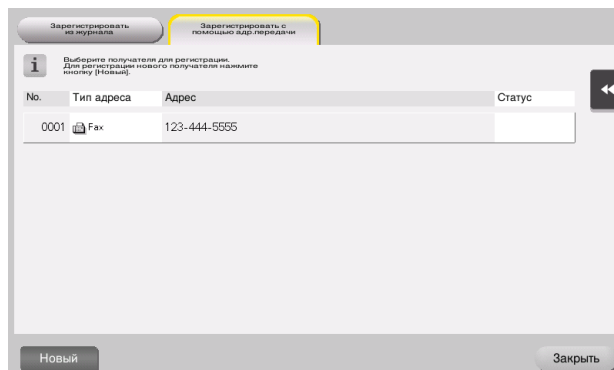 Зарегистрировать
из журнала
Зарегистрировать с
помощью адр.передачи
i
Выберите получателя для регистрации.
Для регистрации нового получателя нажмите
кнопку [Новый].
No. Тип адреса Адрес Статус
0001 Fax 123-444-5555
Новый Закрыть